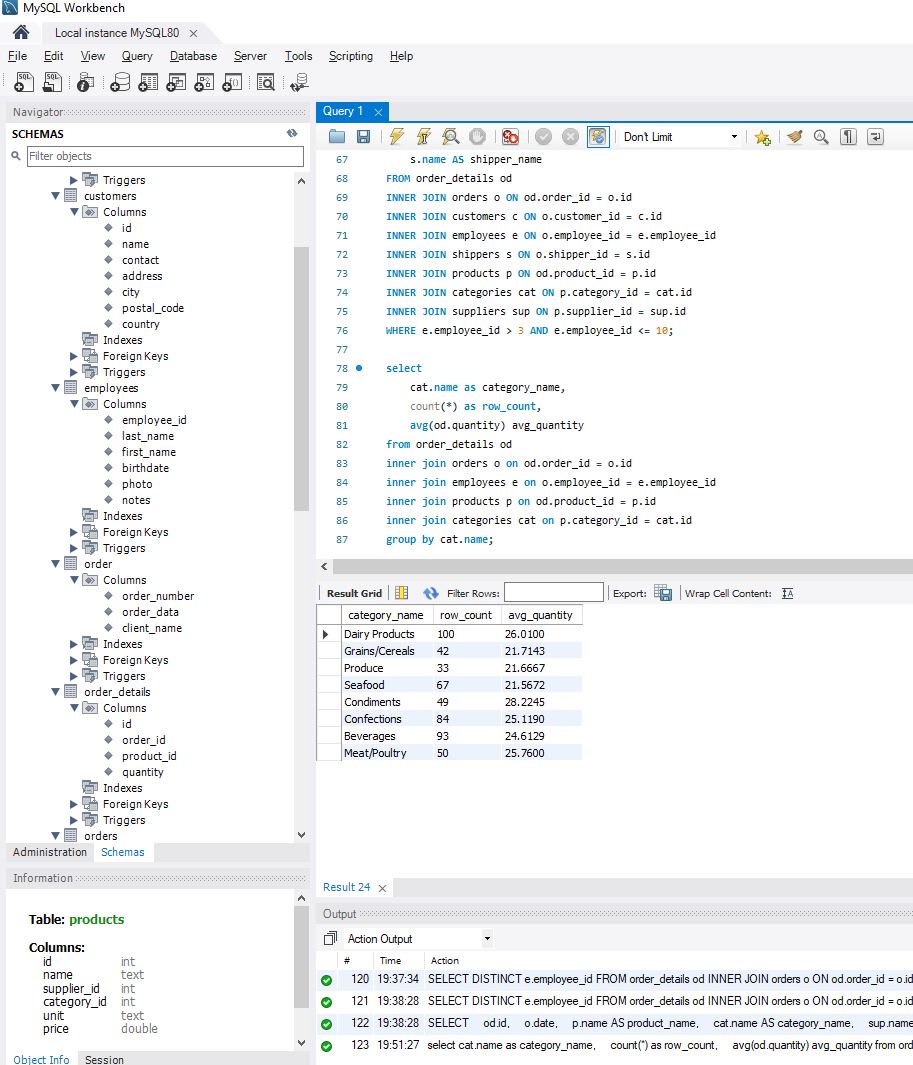 MySQL Workbench
Local instance MySQL80
File Edit View Query Database Server Tools Scripting Help
Navigator
SCHEMAS
Filter objects
Triggers
customers
Columns
id
name
contact
address
city
postal_code
country
Indexes
Foreign Keys
Triggers
employees
Columns
employee_id
last_name
first_name
birthdate
photo
notes
Indexes
Foreign Keys
Triggers
order
Columns
order_number
order_data
client_name
Indexes
Foreign Keys
Triggers
order_details
Columns
id
order_id
product_id
quantity
Indexes
Foreign Keys
Triggers
orders
Administration Schemas
Information
Table: products
Columns:
id int
name text
supplier_id int
category_id int
unit text
price double
Object Info Session
Query 1
Don't Limit
67 s.name AS shipper_name
68 FROM order_details od
69 INNER JOIN orders o ON od.order_id = o.id
70 INNER JOIN customers c ON o.customer_id = c.id
71 INNER JOIN employees e ON o.employee_id = e.employee_id
72 INNER JOIN shippers s ON o.shipper_id = s.id
73 INNER JOIN products p ON od.product_id = p.id
74 INNER JOIN categories cat ON p.category_id = cat.id
75 INNER JOIN suppliers sup ON p.supplier_id = sup.id
76 WHERE e.employee_id > 3 AND e.employee_id <= 10;
77
78 select
79 cat.name as category_name,
80 count(*) as row_count,
81 avg(od.quantity) avg_quantity
82 from order_details od
83 inner join orders o on od.order_id = o.id
84 inner join employees e on o.employee_id = e.employee_id
85 inner join products p on od.product_id = p.id
86 inner join categories cat on p.category_id = cat.id
87 group by cat.name;
Result Grid Filter Rows: Export: Wrap Cell Content:
category_name row_count avg_quantity
Dairy Products 100 26.0100
Grains/Cereals 42 21.7143
Produce 33 21.6667
Seafood 67 21.5672
Condiments 49 28.2245
Confections 84 25.1190
Beverages 93 24.6129
Meat/Poultry 50 25.7600
Result 24
Output
Action Output
# Time Action
120 19:37:34 SELECT DISTINCT e.employee_id FROM order_details od INNER JOIN orders o ON od.order_id = o.id
121 19:38:28 SELECT DISTINCT e.employee_id FROM order_details od INNER JOIN orders o ON od.order_id = o.id
122 19:38:28 SELECT od.id, o.date, p.name AS product_name, cat.name AS category_name, sup.name
123 19:51:27 select cat.name as category_name, count(*) as row_count, avg(od.quantity) avg_quantity from ord